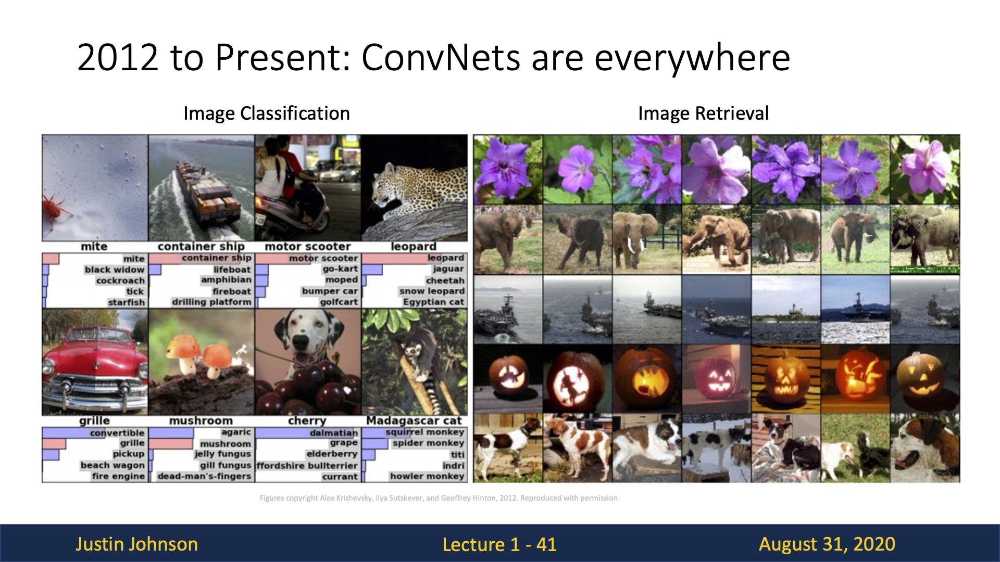 2012 to Present: ConvNets are everywhere
Image Classification
Image Retrieval
mite
container ship
motor scooter
leopard
mite
black widow
cockroach
tick
starfish
container ship
lifeboat
amphibian
fireboat
drilling platform
motor scooter
go-kart
moped
bumper car
golfcart
leopard
jaguar
cheetah
snow leopard
Egyptian cat
grille
mushroom
cherry
Madagascar cat
convertible
grille
pickup
beach wagon
fire engine
agaric
mushroom
jelly fungus
gill fungus
dead-man's-fingers
dalmatian
grape
elderberry
ffordshire bullterrier
currant
squirrel monkey
spider monkey
titi
indri
howler monkey
Figures copyright Alex Krizhevsky, Ilya Sutskever, and Geoffrey Hinton, 2012. Reproduced with permission.
Justin Johnson
Lecture 1 - 41
August 31, 2020